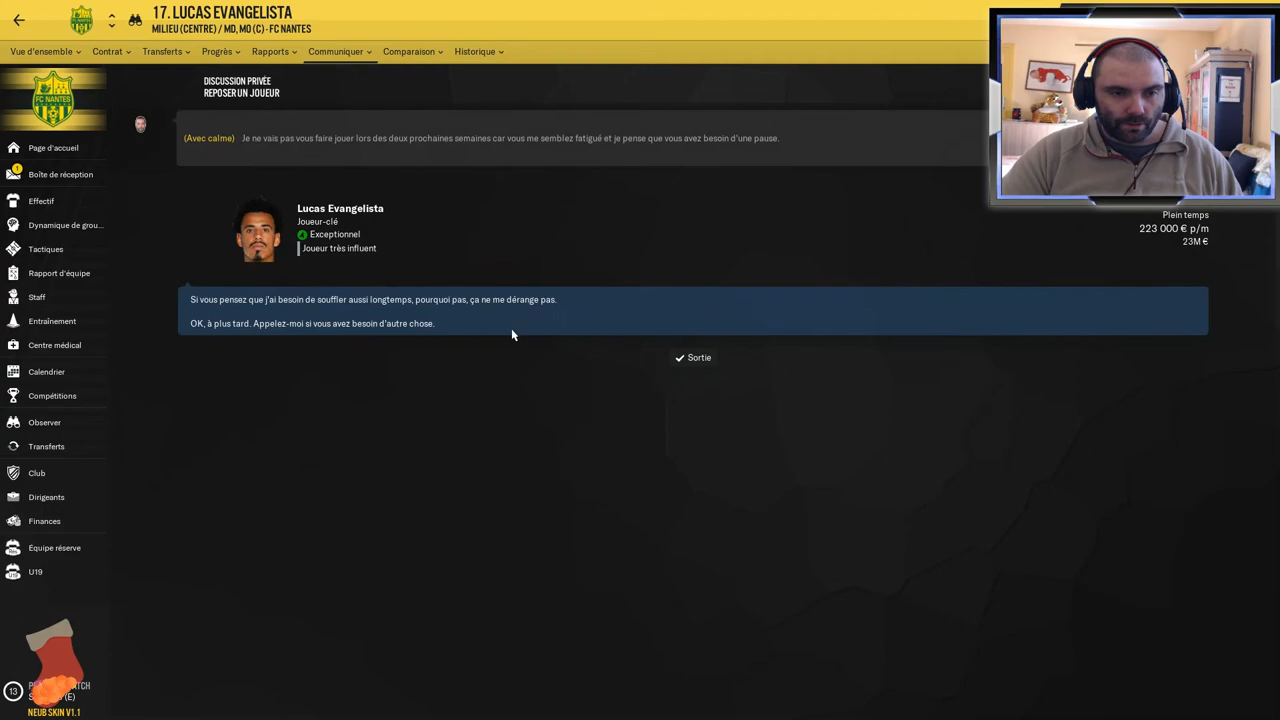 17. LUCAS EVANGELISTA
MILIEU (CENTRE) / MD, MO (C) - FC NANTES
Vue d'ensemble
Contrat
Transferts
Progrès
Rapports
Communiquer
Comparaison
Historique
FC NANTES
DISCUSSION PRIVÉE
REPOSER UN JOUEUR
(Avec calme) Je ne vais pas vous faire jouer lors des deux prochaines semaines car vous me semblez fatigué et je pense que vous avez besoin d'une pause.
Lucas Evangelista
Joueur-clé
Exceptionnel
Joueur très influent
Plein temps
223 000 € p/m
23M €
Si vous pensez que j'ai besoin de souffler aussi longtemps, pourquoi pas, ça ne me dérange pas.
OK, à plus tard. Appelez-moi si vous avez besoin d'autre chose.
Sortie
Page d'accueil
1
Boîte de réception
Effectif
Dynamique de grou...
Tactiques
Rapport d'équipe
Staff
Entraînement
Centre médical
Calendrier
Compétitions
Observer
Transferts
Club
Dirigeants
Finances
Équipe réserve
U19
13
(E)
NEUB SKIN V1.1